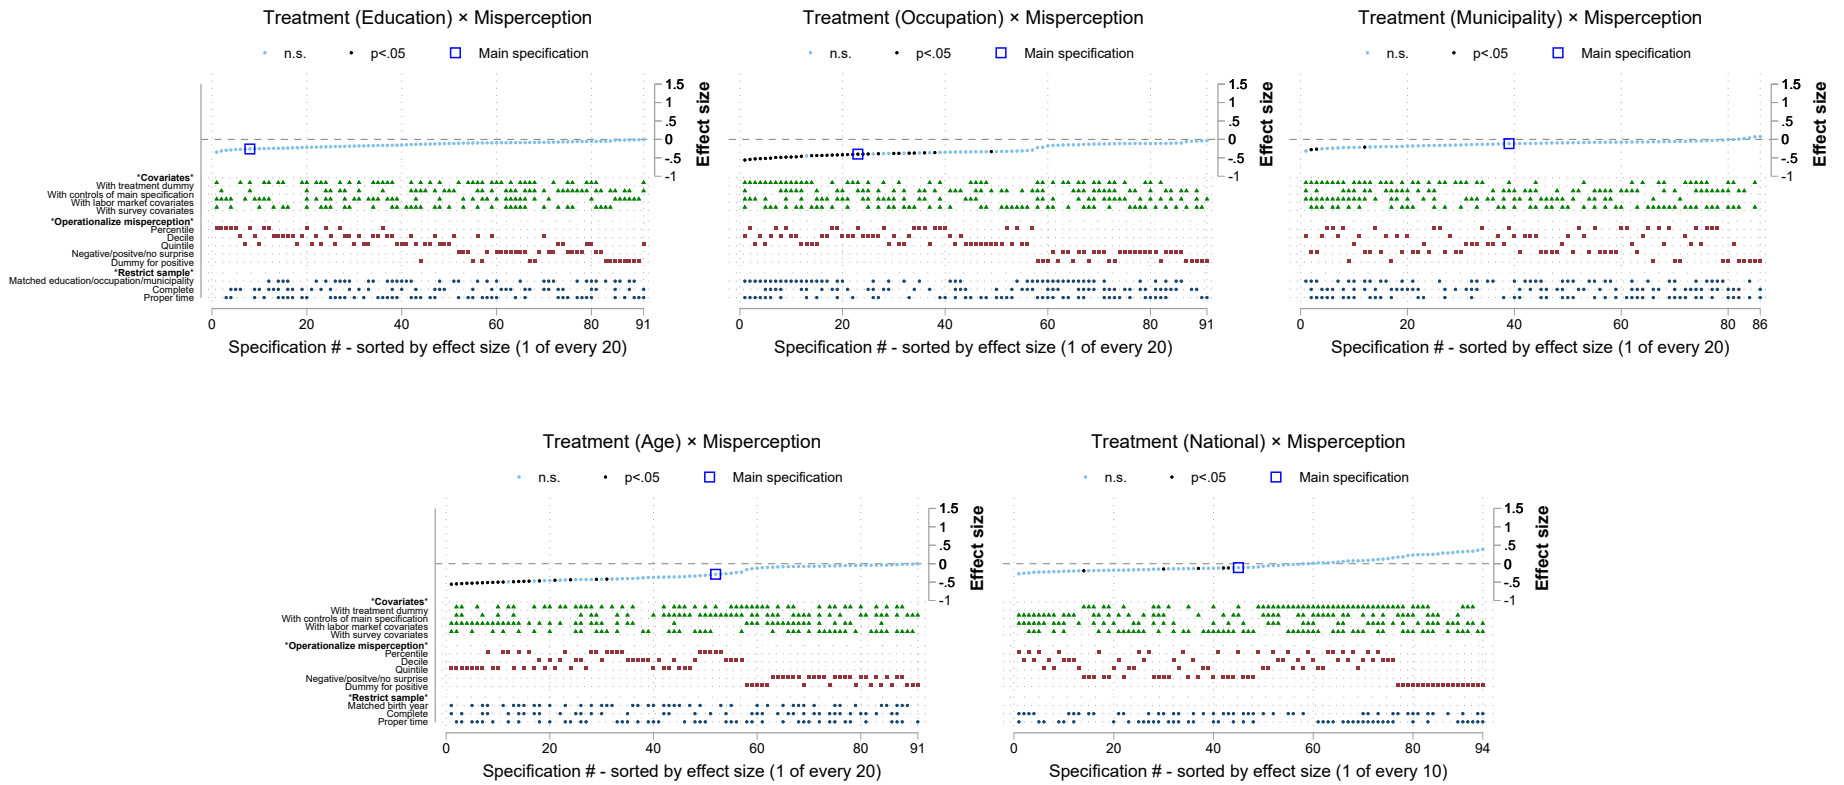 Treatment (Education) × Misperception
n.s. p<.05 Main specification
1.5
1
.5
0
-.5
-1
Effect size
*Covariates*
With treatment dummy
With controls of main specification
With labor market covariates
With survey covariates
*Operationalize misperception*
Percentile
Decile
Quintile
Negative/positve/no surprise
Dummy for positive
*Restrict sample*
Matched education/occupation/municipality
Complete
Proper time
0 20 40 60 80 91
Specification # - sorted by effect size (1 of every 20)
Treatment (Occupation) × Misperception
n.s. p<.05 Main specification
1.5
1
.5
0
-.5
-1
Effect size
0 20 40 60 80 91
Specification # - sorted by effect size (1 of every 20)
Treatment (Municipality) × Misperception
n.s. p<.05 Main specification
1.5
1
.5
0
-.5
-1
Effect size
0 20 40 60 80 86
Specification # - sorted by effect size (1 of every 20)
Treatment (Age) × Misperception
n.s. p<.05 Main specification
1.5
1
.5
0
-.5
-1
Effect size
*Covariates*
With treatment dummy
With controls of main specification
With labor market covariates
With survey covariates
*Operationalize misperception*
Percentile
Decile
Quintile
Negative/positve/no surprise
Dummy for positive
*Restrict sample*
Matched birth year
Complete
Proper time
0 20 40 60 80 91
Specification # - sorted by effect size (1 of every 20)
Treatment (National) × Misperception
n.s. p<.05 Main specification
1.5
1
.5
0
-.5
-1
Effect size
0 20 40 60 80 94
Specification # - sorted by effect size (1 of every 10)